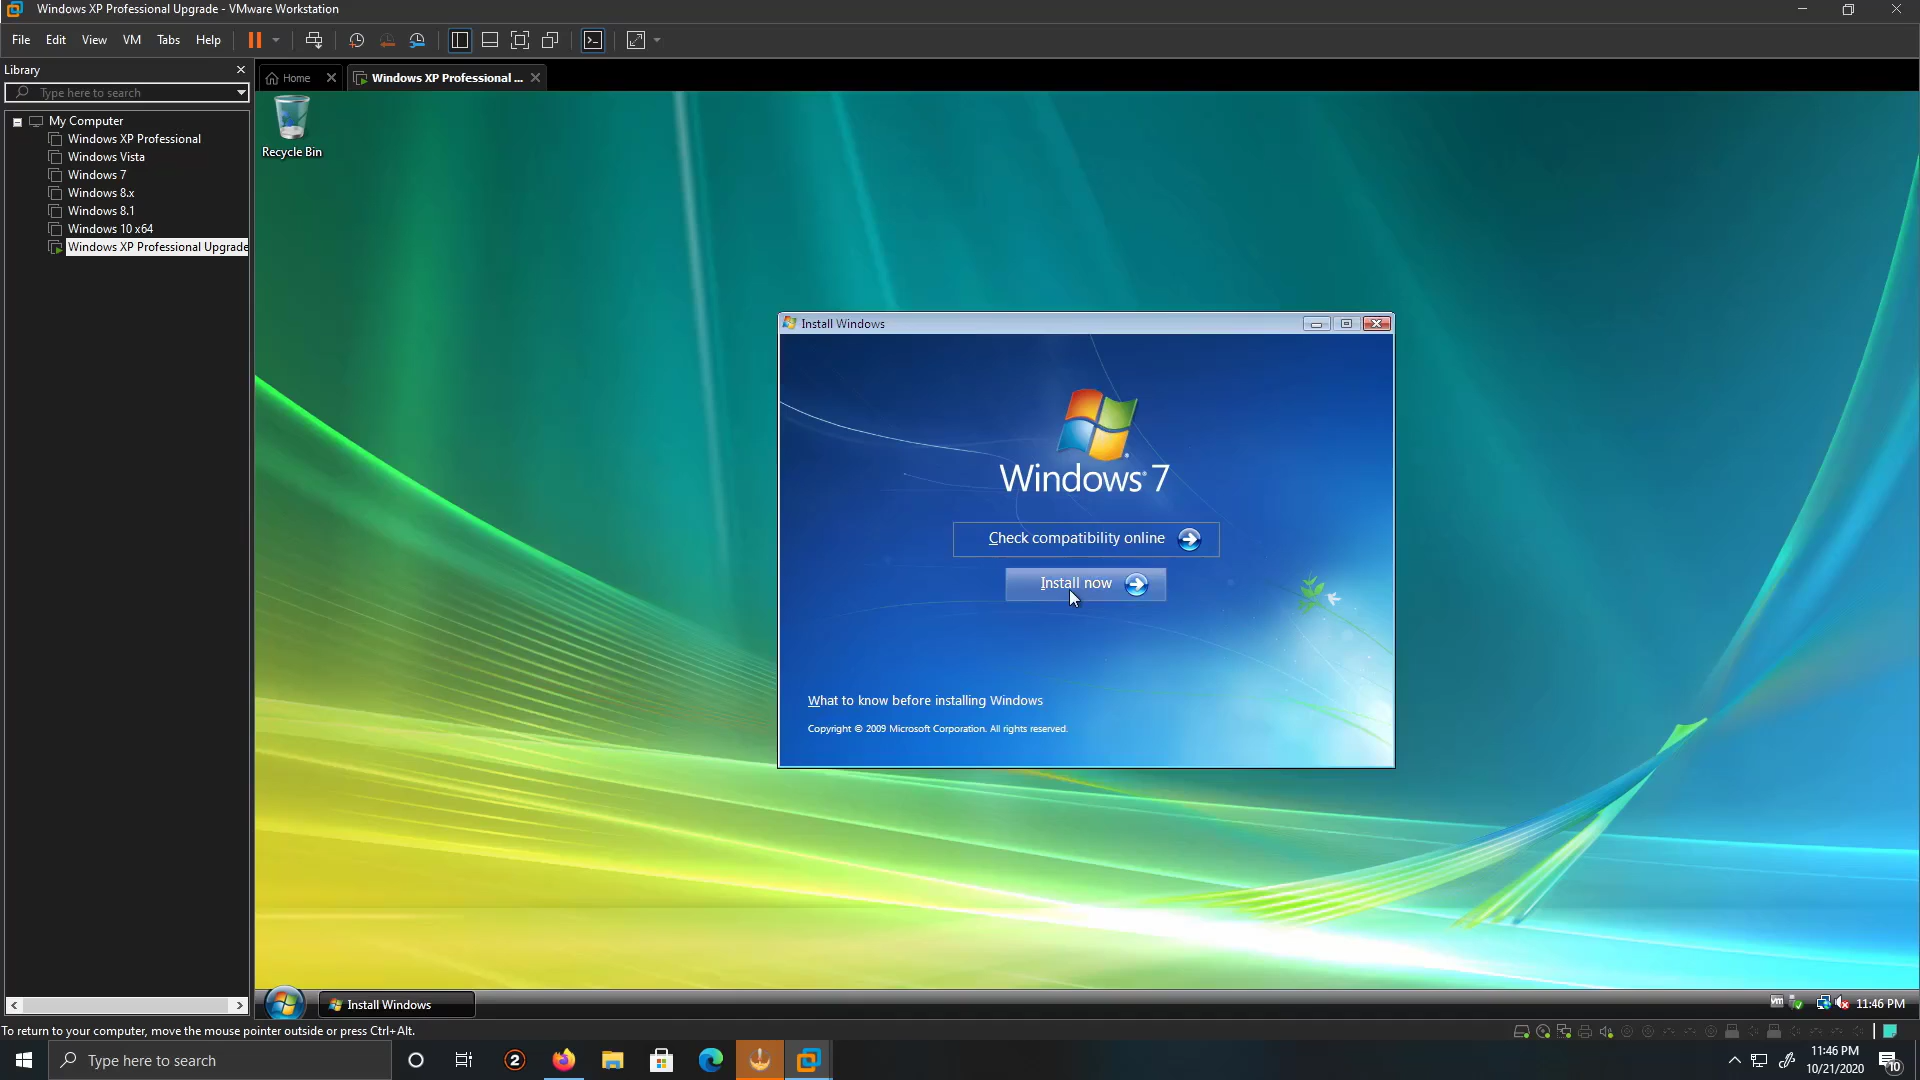 Windows XP Professional Upgrade - VMware Workstation
File Edit View VM Tabs Help
Library
Type here to search
Home
Windows XP Professional ...
My Computer
Windows XP Professional
Windows Vista
Windows 7
Windows 8.x
Windows 8.1
Windows 10 x64
Windows XP Professional Upgrade
Recycle Bin
Install Windows
Windows 7
Check compatibility online
Install now
What to know before installing Windows
Copyright © 2009 Microsoft Corporation. All rights reserved.
Install Windows
vm
11:46 PM
To return to your computer, move the mouse pointer outside or press Ctrl+Alt.
Type here to search
2
11:46 PM
10/21/2020
10